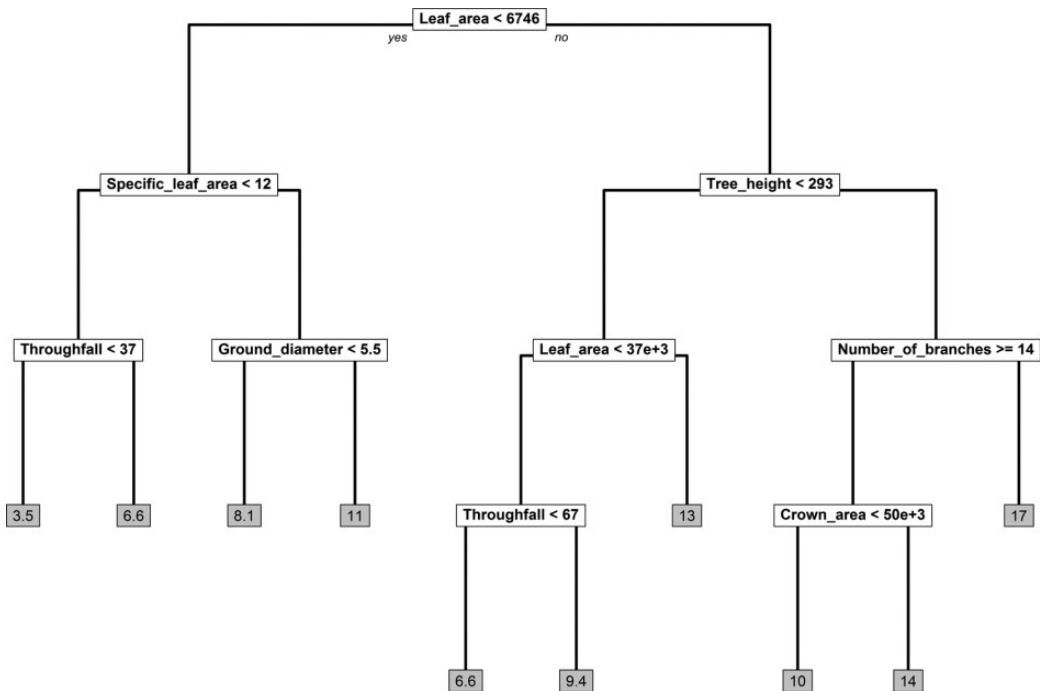 Leaf_area < 6746
yes no
Specific_leaf_area < 12 Tree_height < 293
Throughfall < 37 Ground_diameter < 5.5 Leaf_area < 37e+3 Number_of_branches >= 14
3.5 6.6 8.1 11 Throughfall < 67 13 Crown_area < 50e+3 17
6.6 9.4 10 14